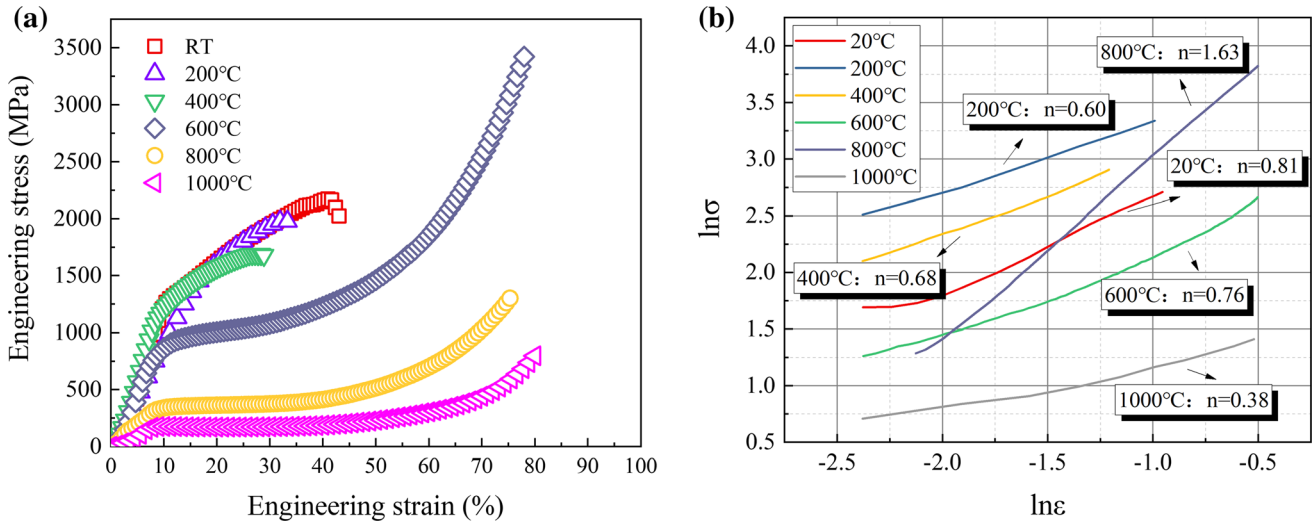 (a)
Engineering stress (MPa)
3500
3000
2500
2000
1500
1000
500
0
RT
200℃
400℃
600℃
800℃
1000℃
0 10 20 30 40 50 60 70 80 90 100
Engineering strain (%)
(b)
lnσ
4.0
3.5
3.0
2.5
2.0
1.5
1.0
0.5
20℃
200℃
400℃
600℃
800℃
1000℃
800℃：n=1.63
200℃：n=0.60
20℃：n=0.81
400℃：n=0.68
600℃：n=0.76
1000℃：n=0.38
-2.5 -2.0 -1.5 -1.0 -0.5
lnε